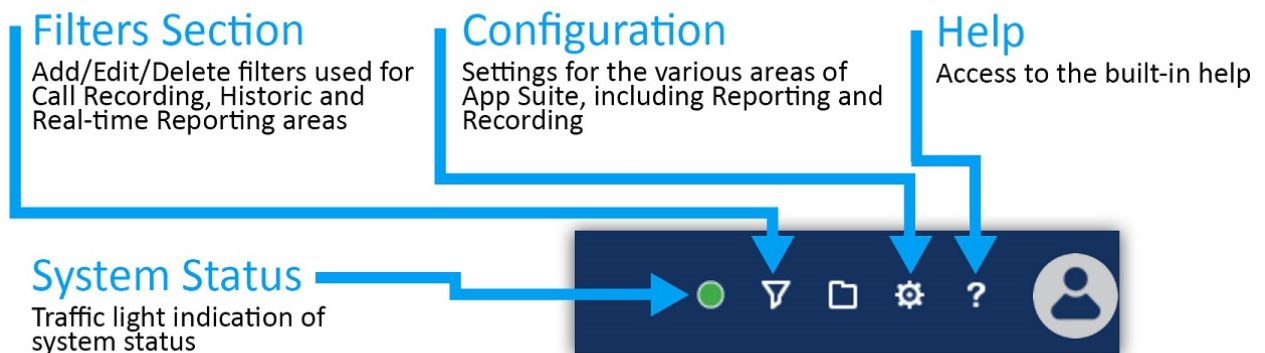 Filters Section
Add/Edit/Delete filters used for
Call Recording, Historic and
Real-time Reporting areas
Configuration
Settings for the various areas of
App Suite, including Reporting and
Recording
Help
Access to the built-in help
System Status
Traffic light indication of
system status
?